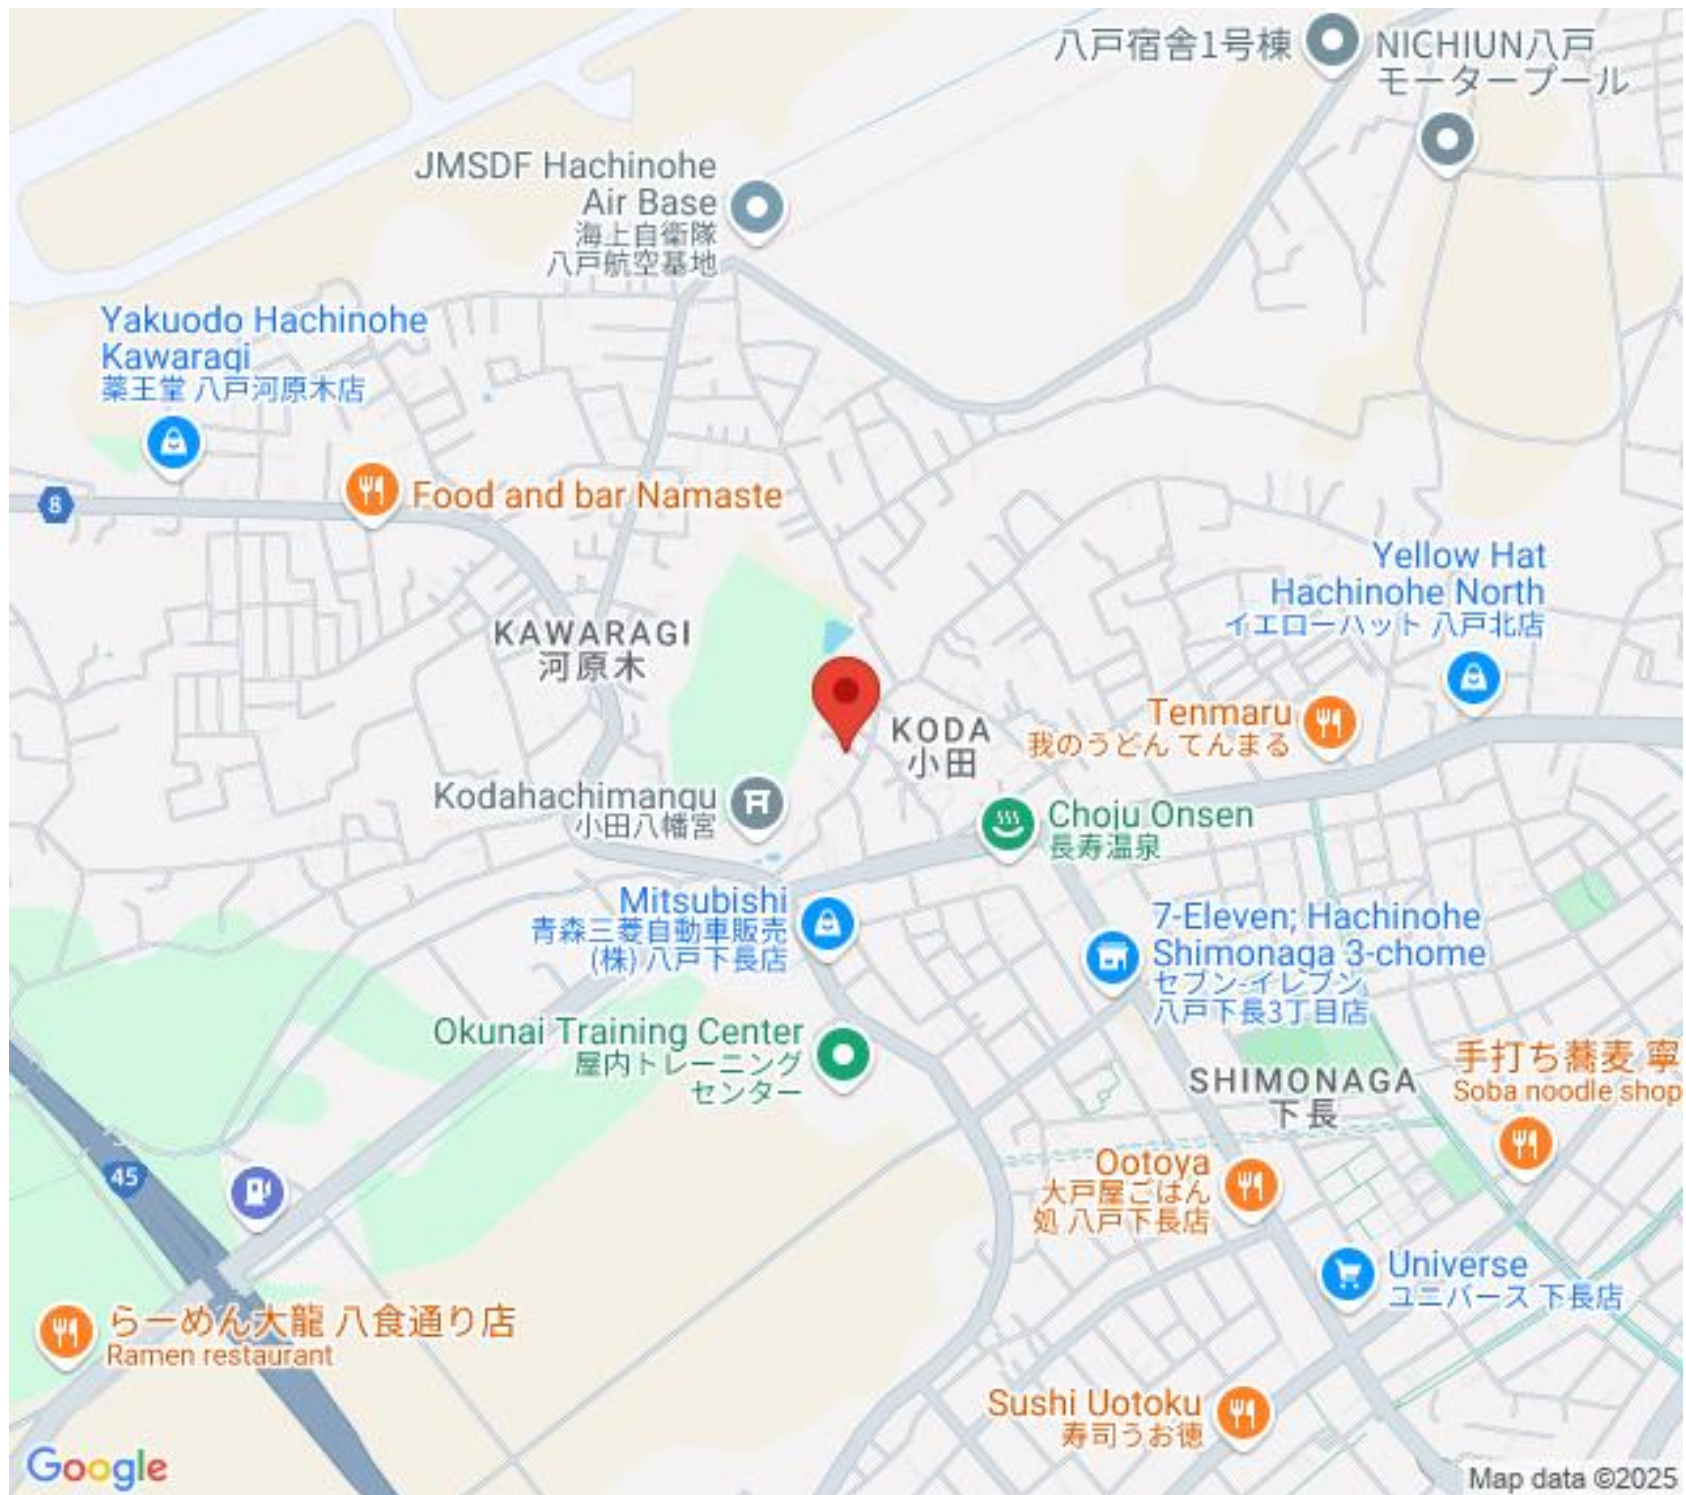 八戸宿舎1号棟
NICHIUN八戸
モータープール
JMSDF Hachinohe
Air Base
海上自衛隊
八戸航空基地
Yakuodo Hachinohe
Kawaragi
薬王堂 八戸河原木店
8
Food and bar Namaste
Yellow Hat
Hachinohe North
イエローハット 八戸北店
KAWARAGI
河原木
Tenmaru
我のうどん てんまる
KODA
小田
Kodahachimangu
小田八幡宮
Choju Onsen
長寿温泉
Mitsubishi
青森三菱自動車販売
(株) 八戸下長店
7-Eleven; Hachinohe
Shimonaga 3-chome
セブン-イレブン
八戸下長3丁目店
Okunai Training Center
屋内トレーニング
センター
手打ち蕎麦 寧
Soba noodle shop
SHIMONAGA
下長
45
Ootoya
大戸屋ごはん
処 八戸下長店
Universe
ユニバース 下長店
らーめん大龍 八食通り店
Ramen restaurant
Sushi Uotoku
寿司うお徳
Google
Map data ©2025